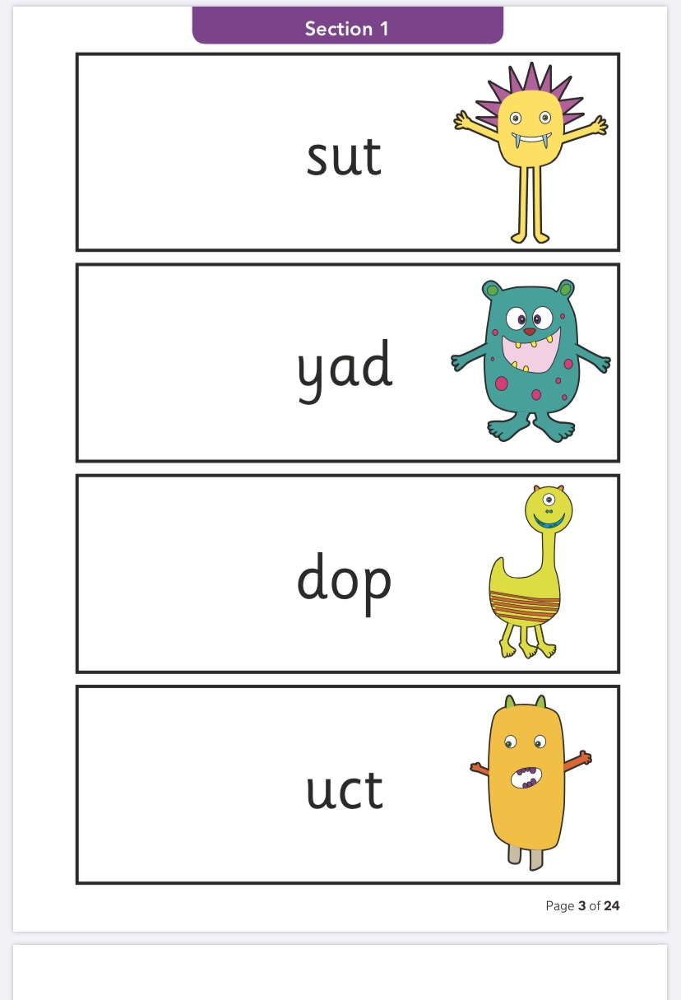 Section 1
sut
yad
dop
uct
Page 3 of 24